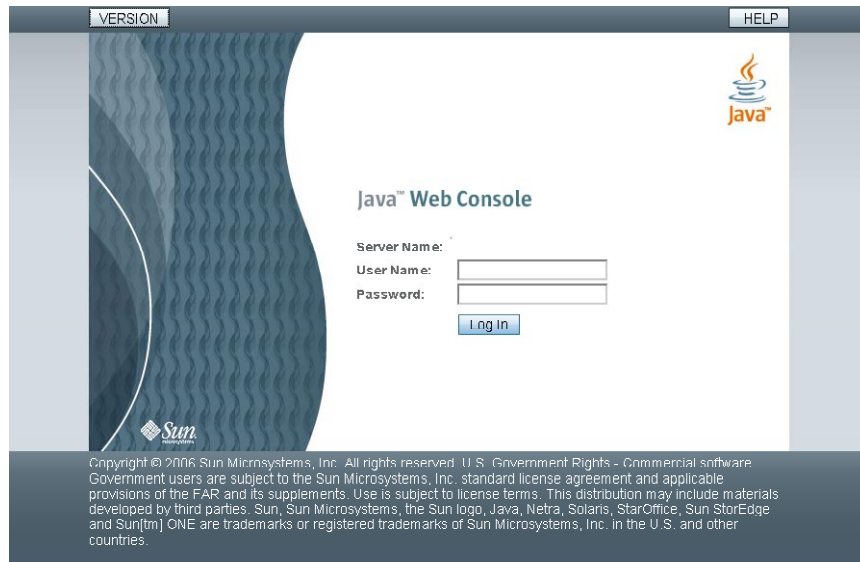 VERSION
HELP
Java™
Java™ Web Console
Server Name:
User Name:
Password:
Log In
Sun
microsystems
Copyright © 2006 Sun Microsystems, Inc. All rights reserved. U.S. Government Rights - Commercial software.
Government users are subject to the Sun Microsystems, Inc. standard license agreement and applicable
provisions of the FAR and its supplements. Use is subject to license terms. This distribution may include materials
developed by third parties. Sun, Sun Microsystems, the Sun logo, Java, Netra, Solaris, StarOffice, Sun StorEdge
and Sun[tm] ONE are trademarks or registered trademarks of Sun Microsystems, Inc. in the U.S. and other
countries.